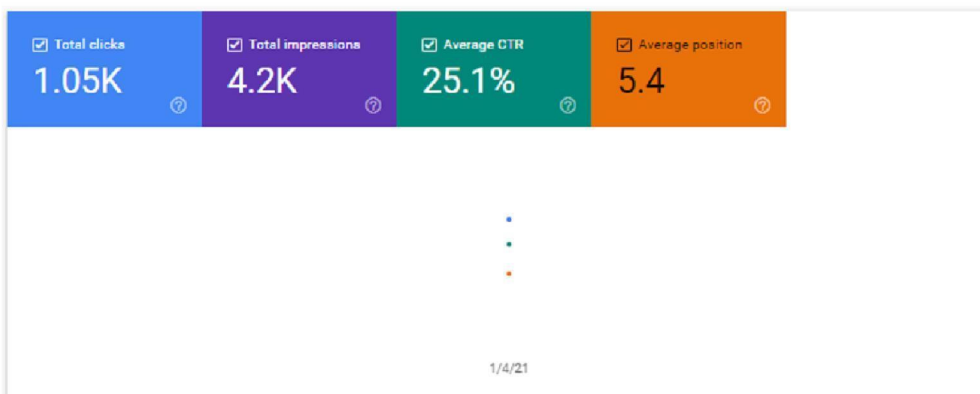 Total clicks
1.05K
Total impressions
4.2K
Average CTR
25.1%
Average position
5.4
1/4/21